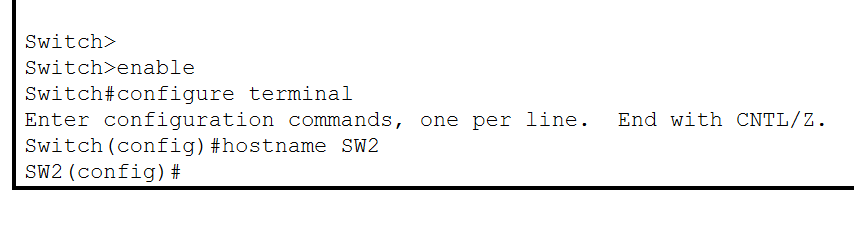 Switch>
Switch>enable
Switch#configure terminal
Enter configuration commands, one per line.  End with CNTL/Z.
Switch(config)#hostname SW2
SW2(config)#